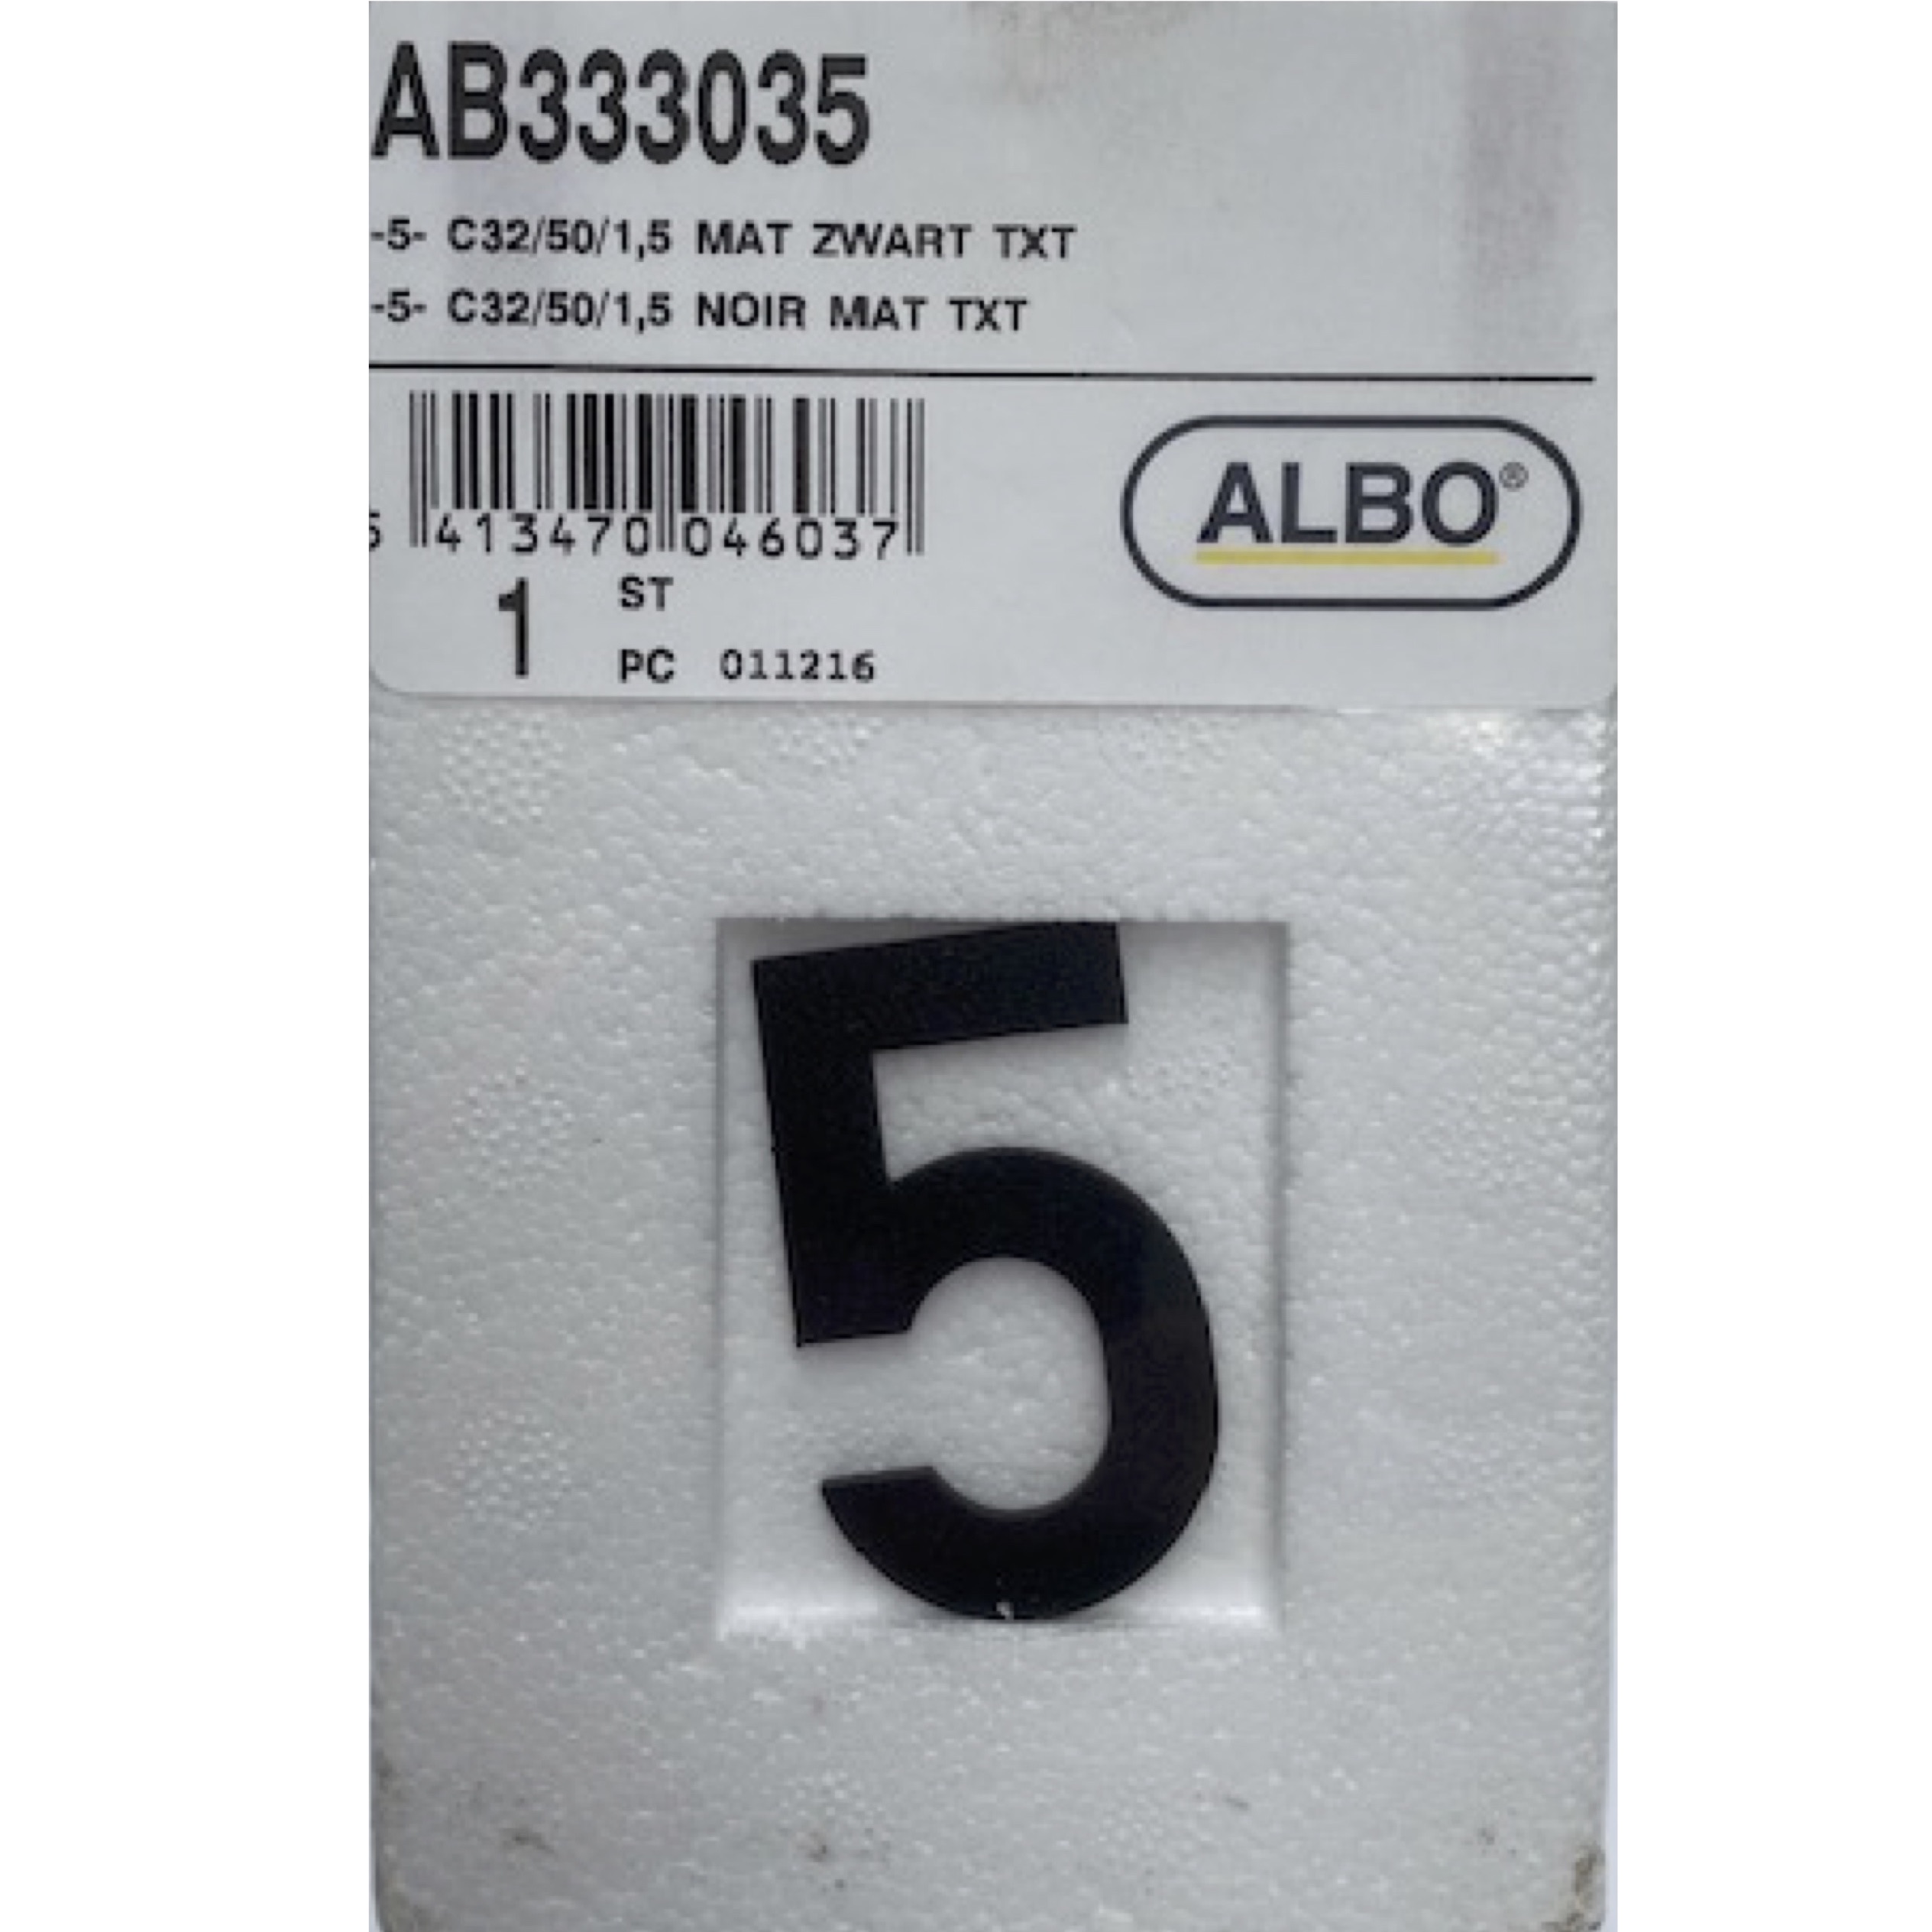 AB333035
-5- C32/50/1,5 MAT ZWART TXT
-5- C32/50/1,5 NOIR MAT TXT
5 413470 046037
ALBO®
1 ST
PC 011216
5